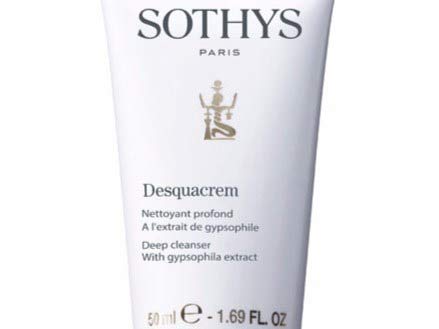 SOTHYS
PARIS
Desquacrem
Nettoyant profond
A l'extrait de gypsophile
Deep cleanser
With gypsophila extract
50 ml ℮ - 1.69 FL. OZ